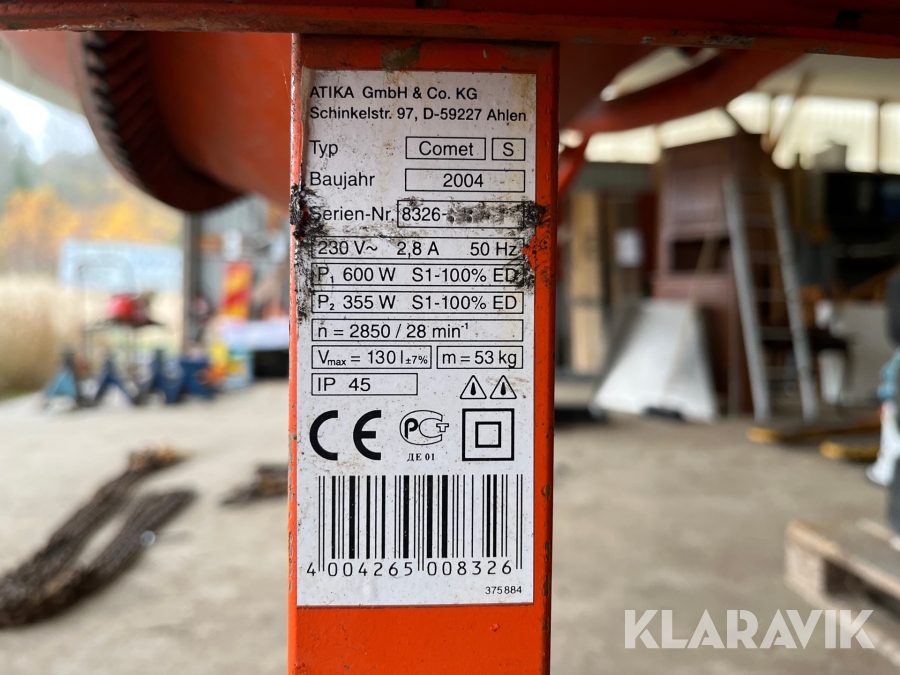 ATIKA GmbH & Co. KG
Schinkelstr. 97, D-59227 Ahlen
Typ Comet S
Baujahr 2004
Serien-Nr. 8326-
230 V~ 2,8 A 50 Hz
P₁ 600 W S1-100% ED
P₂ 355 W S1-100% ED
n = 2850 / 28 min⁻¹
Vmax = 130 l ±7% m = 53 kg
IP 45
CE PCT
ДЕ 01
4 004265 008326
375 884
KLARAVIK